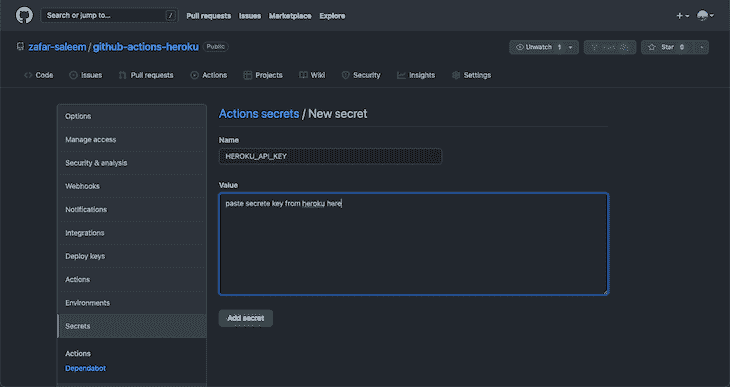 Search or jump to... / Pull requests Issues Marketplace Explore
zafar-saleem / github-actions-heroku Public Unwatch 1 Star 0
Code Issues Pull requests Actions Projects Wiki Security Insights Settings
Options
Manage access
Security & analysis
Webhooks
Notifications
Integrations
Deploy keys
Actions
Environments
Secrets
Actions
Dependabot
Actions secrets / New secret
Name
HEROKU_API_KEY
Value
paste secrete key from heroku here
Add secret